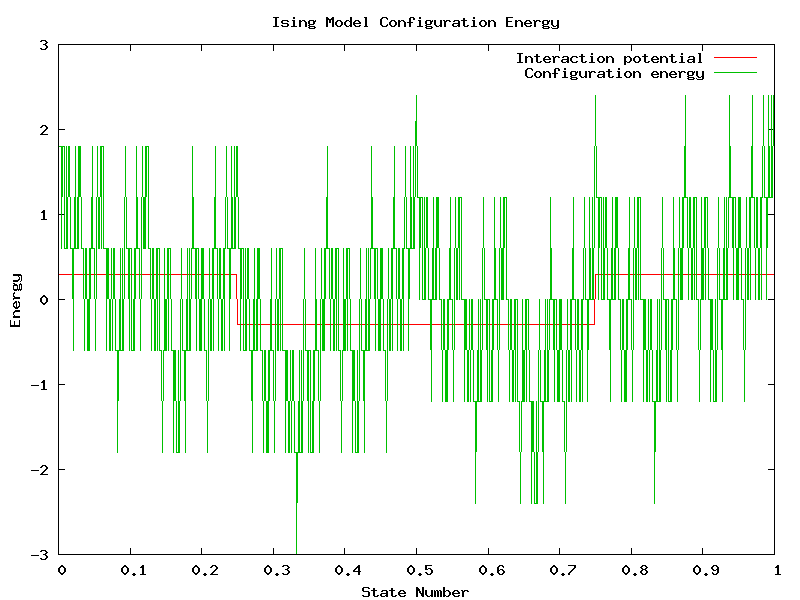 Ising Model Configuration Energy
3
Interaction potential
Configuration energy
2
1
0
-1
-2
-3
Energy
0 0.1 0.2 0.3 0.4 0.5 0.6 0.7 0.8 0.9 1
State Number